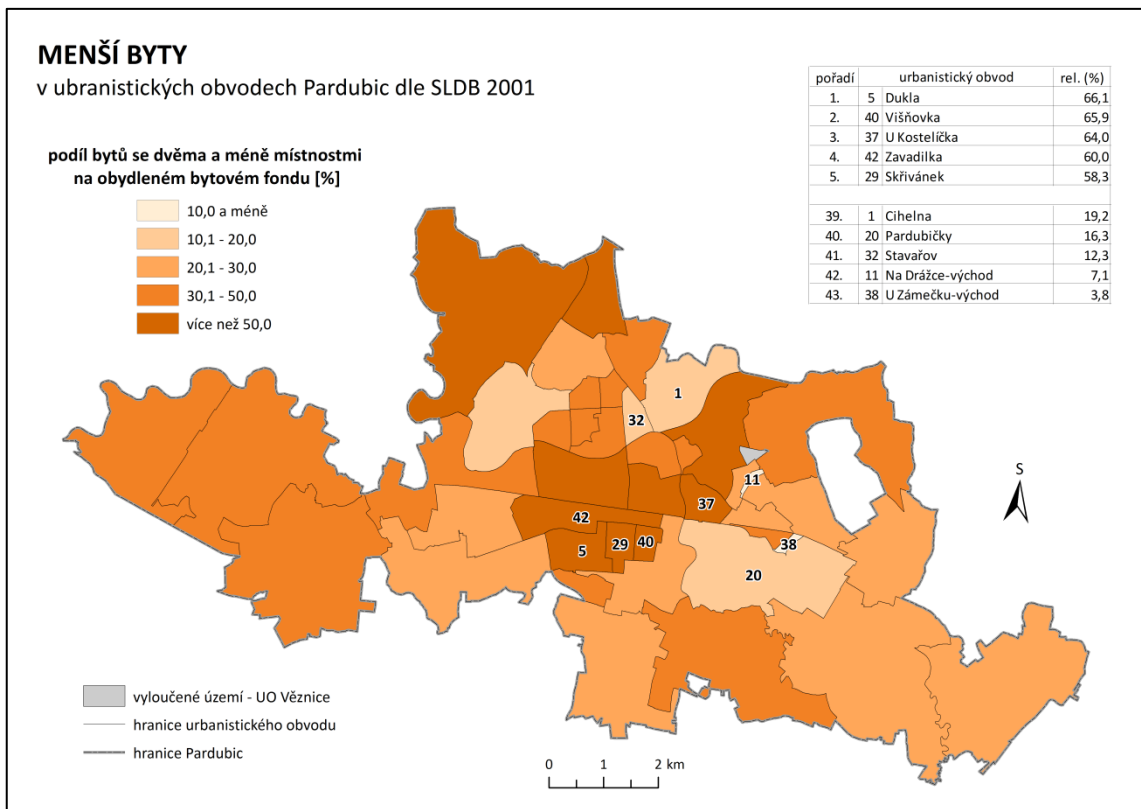 MENŠÍ BYTY
v ubranistických obvodech Pardubic dle SLDB 2001
pořadí urbanistický obvod rel. (%)
1. 5 Dukla 66,1
2. 40 Višňovka 65,9
3. 37 U Kostelíčka 64,0
4. 42 Zavadilka 60,0
5. 29 Skřivánek 58,3
39. 1 Cihelna 19,2
40. 20 Pardubičky 16,3
41. 32 Stavařov 12,3
42. 11 Na Drážce-východ 7,1
43. 38 U Zámečku-východ 3,8
podíl bytů se dvěma a méně místnostmi
na obydleném bytovém fondu [%]
10,0 a méně
10,1 - 20,0
20,1 - 30,0
30,1 - 50,0
více než 50,0
1
32
11
37
42
5
29
40
38
20
S
vyloučené území - UO Věznice
hranice urbanistického obvodu
hranice Pardubic
0 1 2 km